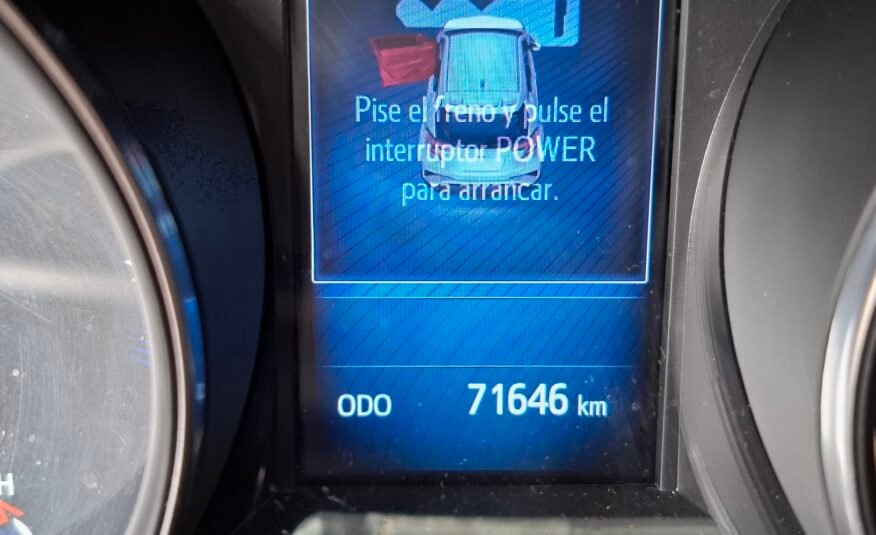 Pise el freno y pulse el
interruptor POWER
para arrancar.
ODO 71646 km
H